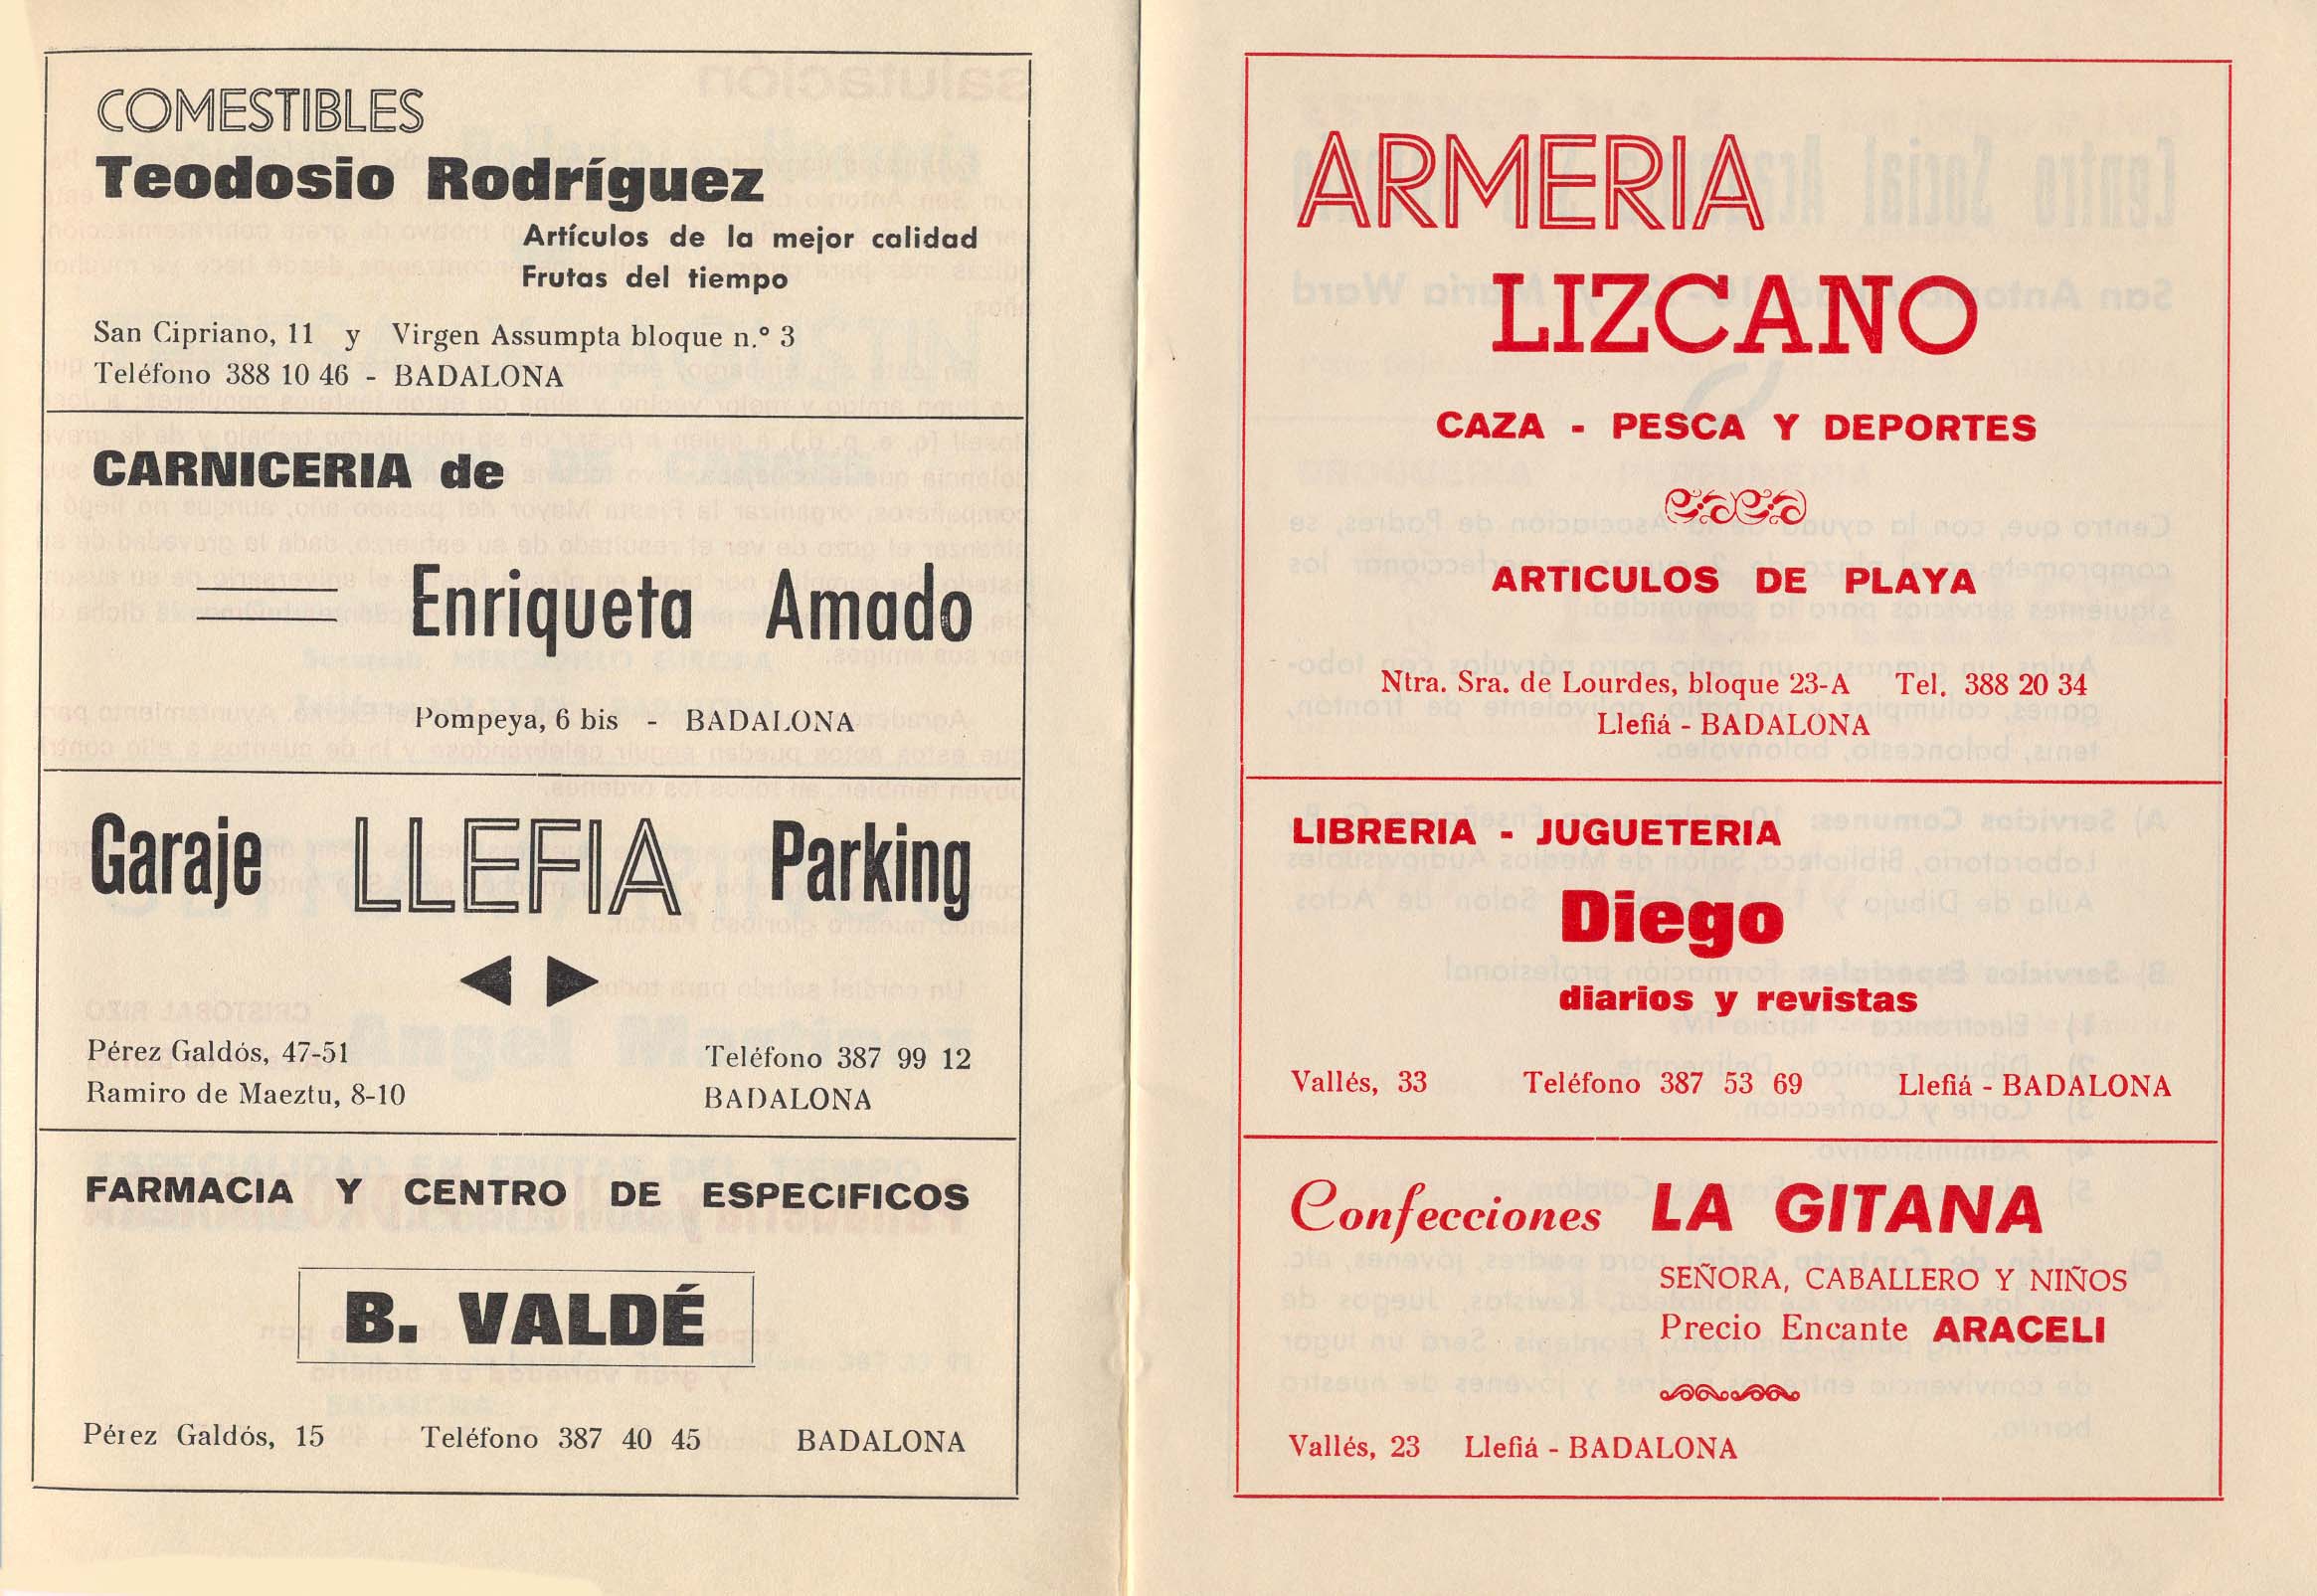 COMESTIBLES
Teodosio Rodríguez
Artículos de la mejor calidad
Frutas del tiempo
San Cipriano, 11 y Virgen Assumpta bloque n.° 3
Teléfono 388 10 46 - BADALONA
CARNICERIA de
Enriqueta Amado
Pompeya, 6 bis - BADALONA
Garaje LLEFIA Parking
Pérez Galdós, 47-51
Ramiro de Maeztu, 8-10
Teléfono 387 99 12
BADALONA
FARMACIA Y CENTRO DE ESPECIFICOS
B. VALDÉ
Pérez Galdós, 15 Teléfono 387 40 45 BADALONA
ARMERIA
LIZCANO
CAZA - PESCA Y DEPORTES
ARTICULOS DE PLAYA
Ntra. Sra. de Lourdes, bloque 23-A Tel. 388 20 34
Llefiá - BADALONA
LIBRERIA - JUGUETERIA
Diego
diarios y revistas
Vallés, 33 Teléfono 387 53 69 Llefiá - BADALONA
Confecciones LA GITANA
SEÑORA, CABALLERO Y NIÑOS
Precio Encante ARACELI
Vallés, 23 Llefiá - BADALONA